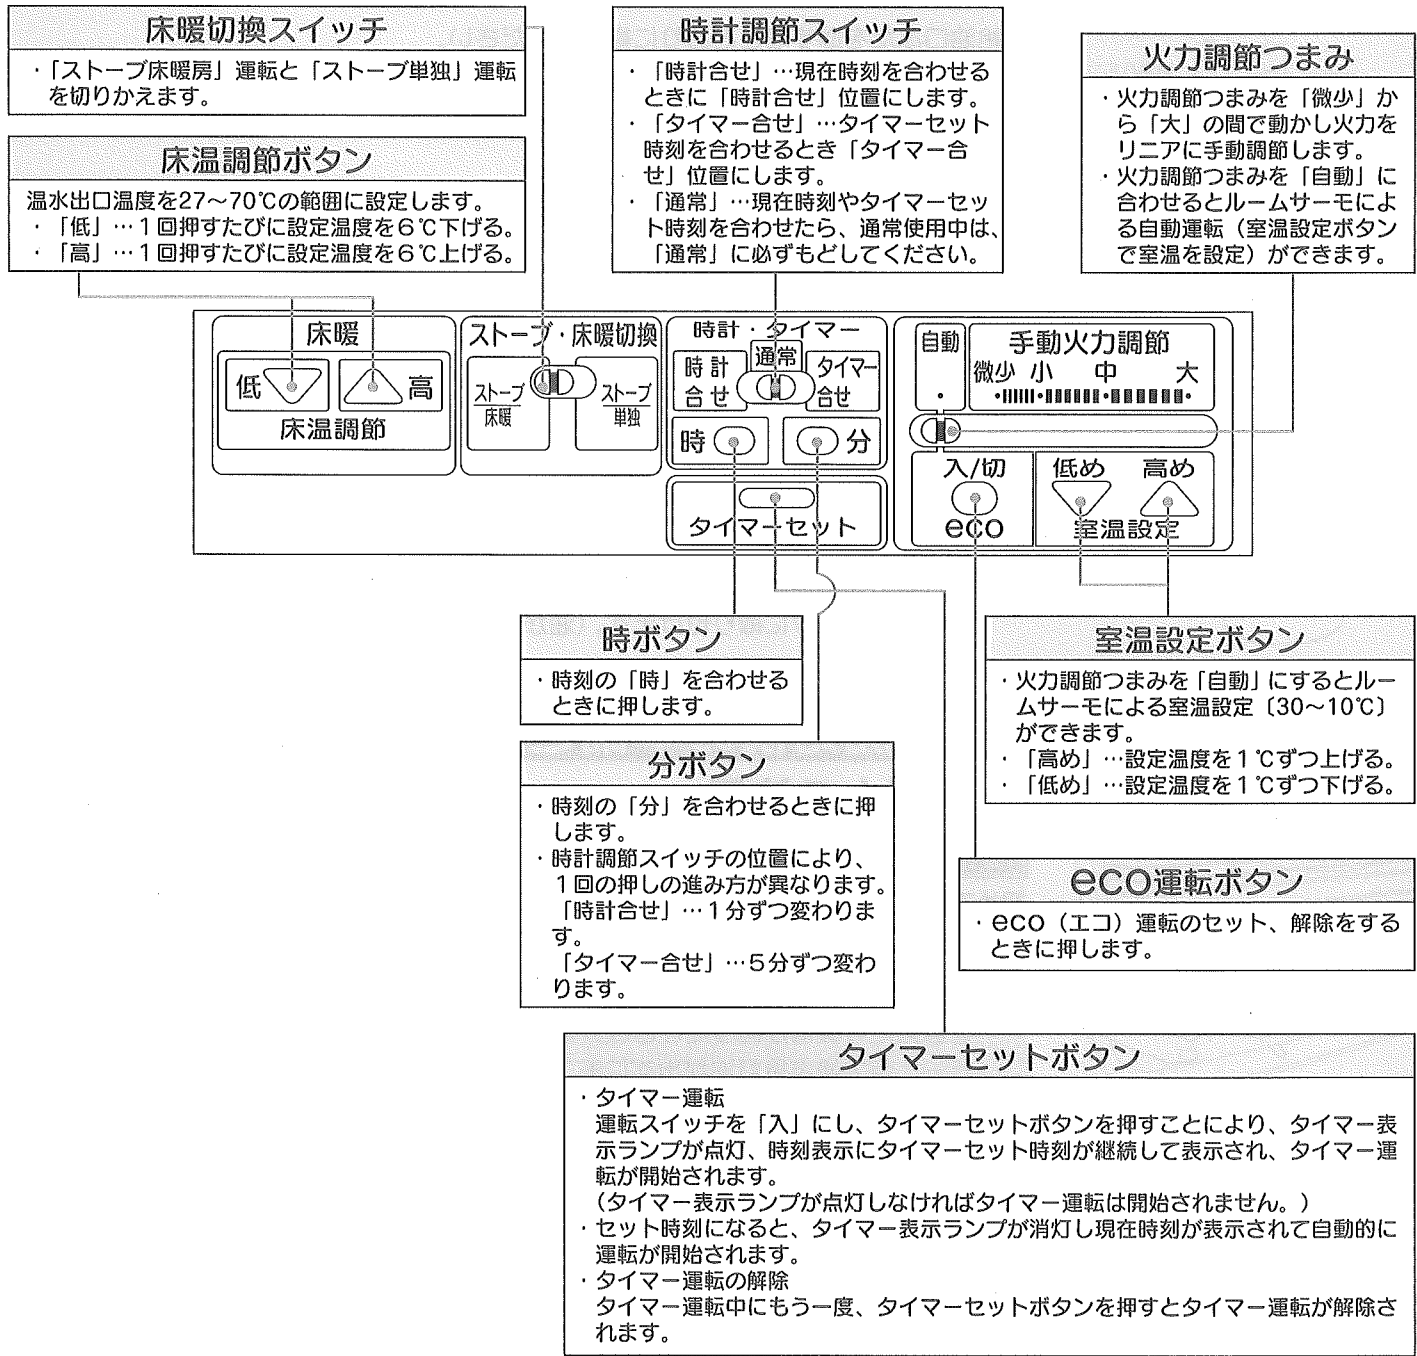 床暖切換スイッチ
・「ストーブ床暖房」運転と「ストーブ単独」運転
を切りかえます。
床温調節ボタン
温水出口温度を27〜70℃の範囲に設定します。
・「低」…1回押すたびに設定温度を6℃下げる。
・「高」…1回押すたびに設定温度を6℃上げる。
時計調節スイッチ
・「時計合せ」…現在時刻を合わせる
ときに「時計合せ」位置にします。
・「タイマー合せ」…タイマーセット
時刻を合わせるとき「タイマー合
せ」位置にします。
・「通常」…現在時刻やタイマーセッ
ト時刻を合わせたら、通常使用中は、
「通常」に必ずもどしてください。
火力調節つまみ
・火力調節つまみを「微少」か
ら「大」の間で動かし火力を
リニアに手動調節します。
・火力調節つまみを「自動」に
合わせるとルームサーモによ
る自動運転（室温設定ボタン
で室温を設定）ができます。
床暖
低 高
床温調節
ストーブ・床暖切換
ストーブ
床暖
ストーブ
単独
時計・タイマー
時計
合せ
通常
タイマー
合せ
時 分
タイマーセット
自動
手動火力調節
微少 小 中 大
入/切
eco
低め 高め
室温設定
時ボタン
・時刻の「時」を合わせる
ときに押します。
分ボタン
・時刻の「分」を合わせるときに押
します。
・時計調節スイッチの位置により、
1回の押しの進み方が異なります。
「時計合せ」…1分ずつ変わりま
す。
「タイマー合せ」…5分ずつ変わ
ります。
室温設定ボタン
・火力調節つまみを「自動」にするとルー
ムサーモによる室温設定〔30〜10℃〕
ができます。
・「高め」…設定温度を1℃ずつ上げる。
・「低め」…設定温度を1℃ずつ下げる。
eco運転ボタン
・eco（エコ）運転のセット、解除をする
ときに押します。
タイマーセットボタン
・タイマー運転
運転スイッチを「入」にし、タイマーセットボタンを押すことにより、タイマー表
示ランプが点灯、時刻表示にタイマーセット時刻が継続して表示され、タイマー運
転が開始されます。
（タイマー表示ランプが点灯しなければタイマー運転は開始されません。）
・セット時刻になると、タイマー表示ランプが消灯し現在時刻が表示されて自動的に
運転が開始されます。
・タイマー運転の解除
タイマー運転中にもう一度、タイマーセットボタンを押すとタイマー運転が解除さ
れます。